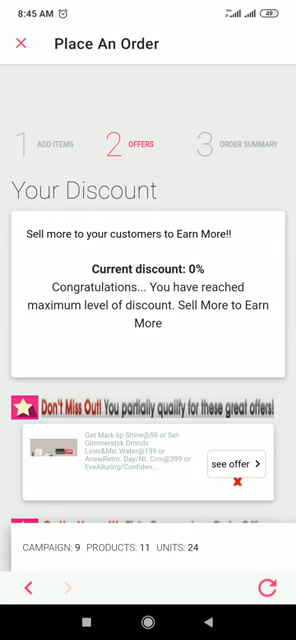 8:45 AM
49
Place An Order
1 ADD ITEMS 2 OFFERS 3 ORDER SUMMARY
Your Discount
Sell more to your customers to Earn More!!
Current discount: 0%
Congratulations... You have reached
maximum level of discount. Sell More to Earn
More
Don't Miss Out! You partially qualify for these great offers!
Get Mark lip Shine@59 or Set-
Glimmerstick Dmnds
Liner&Mic.Water@199 or
AnewRetro. Day/Nt. Crm@399 or
EveAlluring/Confiden...
see offer
CAMPAIGN: 9 PRODUCTS: 11 UNITS: 24